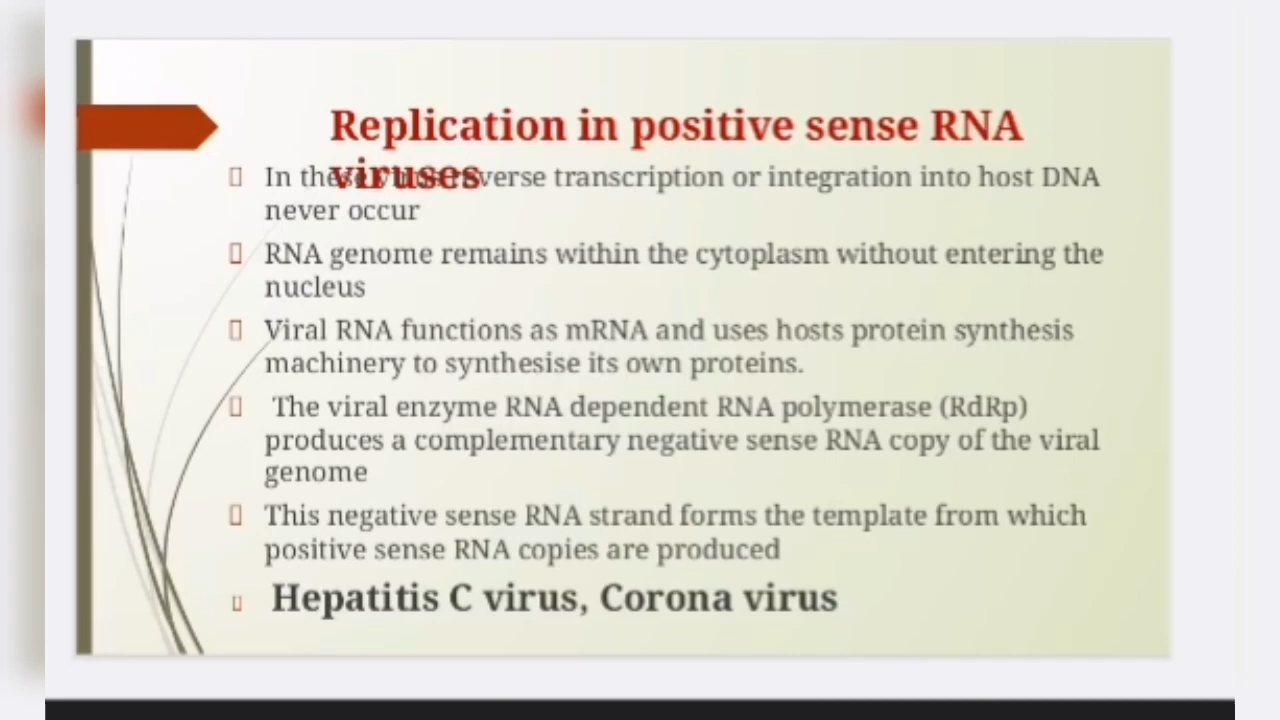 Replication in positive sense RNA
viruses
In these virus reverse transcription or integration into host DNA
never occur
RNA genome remains within the cytoplasm without entering the
nucleus
Viral RNA functions as mRNA and uses hosts protein synthesis
machinery to synthesise its own proteins.
The viral enzyme RNA dependent RNA polymerase (RdRp)
produces a complementary negative sense RNA copy of the viral
genome
This negative sense RNA strand forms the template from which
positive sense RNA copies are produced
Hepatitis C virus, Corona virus